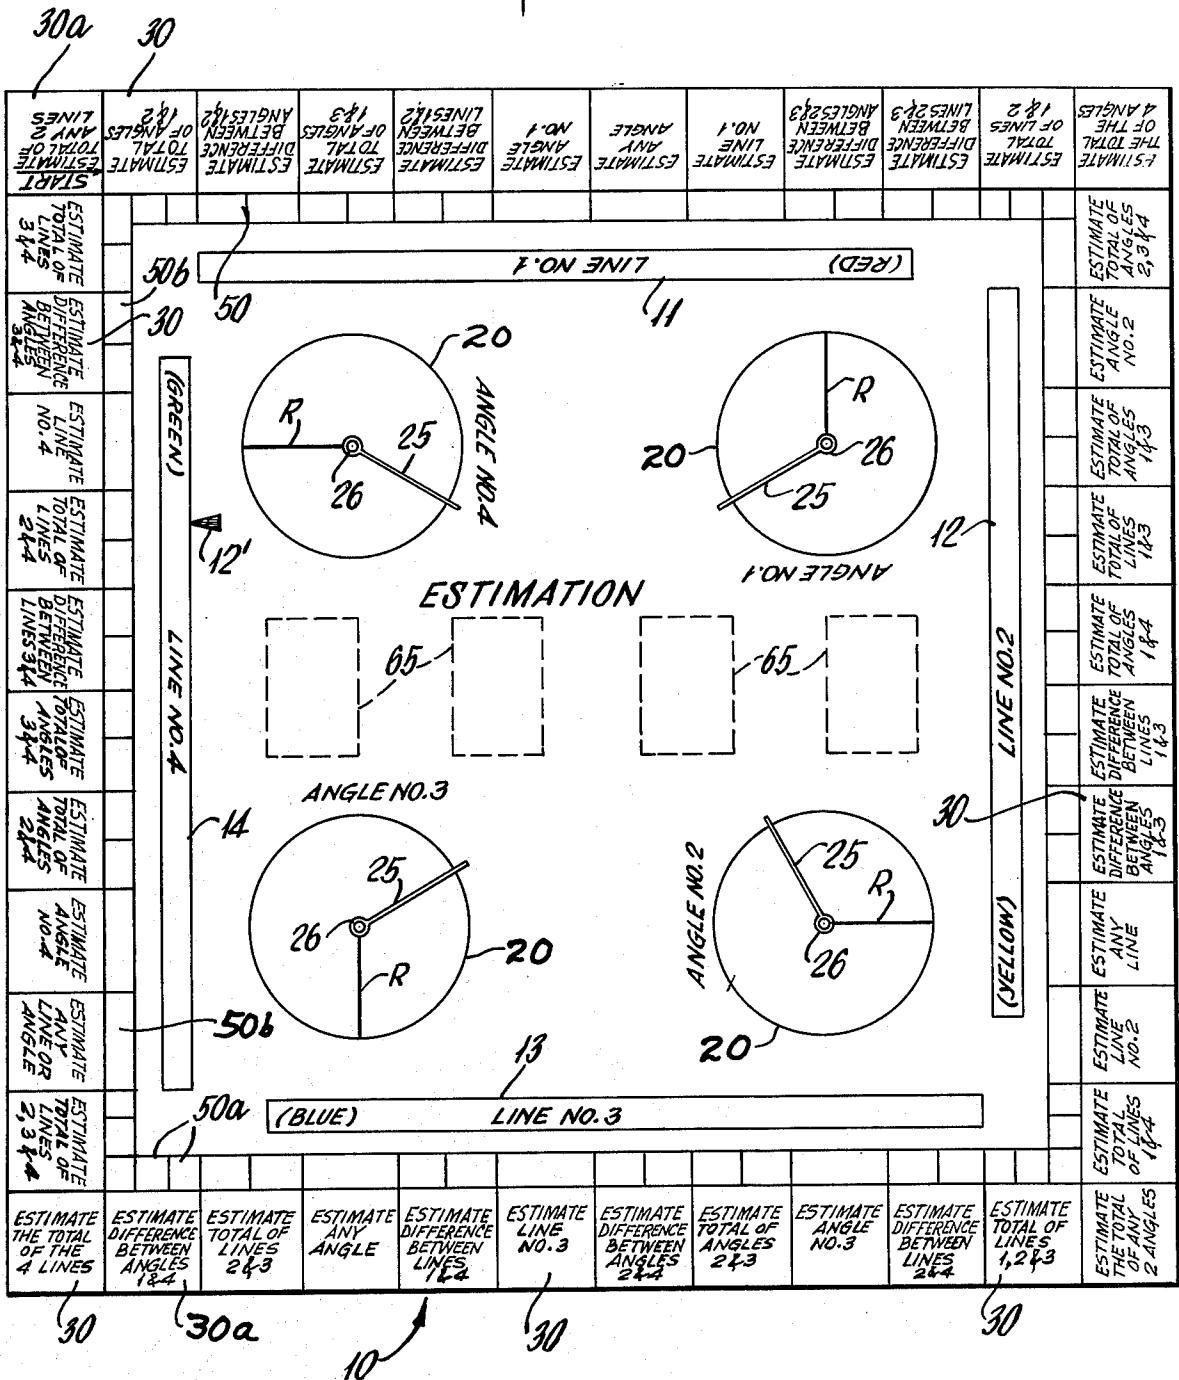 30a
30
START
ESTIMATE
TOTAL OF
ANY 2
LINES
ESTIMATE
TOTAL
OF ANGLES
1&2
ESTIMATE
DIFFERENCE
BETWEEN
ANGLES 1&2
ESTIMATE
TOTAL
OF ANGLES
1&3
ESTIMATE
DIFFERENCE
BETWEEN
LINES 1&2
ESTIMATE
ANGLE
NO.1
ESTIMATE
ANY
ANGLE
ESTIMATE
LINE
NO.1
ESTIMATE
DIFFERENCE
BETWEEN
ANGLES 2&3
ESTIMATE
DIFFERENCE
BETWEEN
LINES 2&3
ESTIMATE
TOTAL
OF LINES
1&2
ESTIMATE
THE TOTAL
OF THE
4 ANGLES
ESTIMATE
TOTAL OF
ANGLES
2,3&4
ESTIMATE
ANGLE
NO.2
ESTIMATE
TOTAL OF
ANGLES
1&3
ESTIMATE
TOTAL OF
LINES
1&3
ESTIMATE
TOTAL OF
ANGLES
1&4
ESTIMATE
DIFFERENCE
BETWEEN
LINES
1&3
ESTIMATE
DIFFERENCE
BETWEEN
ANGLES
1&3
ESTIMATE
ANY
LINE
ESTIMATE
LINE
NO.2
ESTIMATE
TOTAL
OF LINES
1&4
ESTIMATE
THE TOTAL
OF ANY
2 ANGLES
ESTIMATE
TOTAL OF
LINES
3&4
ESTIMATE
DIFFERENCE
BETWEEN
ANGLES
3&4
ESTIMATE
LINE
NO.4
ESTIMATE
TOTAL OF
LINES
2&4
ESTIMATE
DIFFERENCE
BETWEEN
LINES 3&4
ESTIMATE
TOTAL OF
ANGLES
3&4
ESTIMATE
TOTAL OF
ANGLES
2&4
ESTIMATE
ANGLE
NO.4
ESTIMATE
ANY
LINE OR
ANGLE
ESTIMATE
TOTAL OF
LINES
2,3&4
50b
30
50
LINE NO.1 (RED)
11
20
ANGLE NO.4
R
25
26
R
20
26
25
ANGLE NO.1
(GREEN)
LINE NO.4
12'
12
LINE NO.2
(YELLOW)
ESTIMATION
65
65
ANGLE NO.3
14
25
26
R
20
ANGLE NO.2
25
R
26
20
30
50b
50a
13
(BLUE) LINE NO.3
ESTIMATE
THE TOTAL
OF THE
4 LINES
ESTIMATE
DIFFERENCE
BETWEEN
ANGLES
1&4
ESTIMATE
TOTAL OF
LINES
2&3
ESTIMATE
ANY
ANGLE
ESTIMATE
DIFFERENCE
BETWEEN
LINES
1&4
ESTIMATE
LINE
NO.3
ESTIMATE
DIFFERENCE
BETWEEN
ANGLES
2&4
ESTIMATE
TOTAL OF
ANGLES
2&3
ESTIMATE
ANGLE
NO.3
ESTIMATE
DIFFERENCE
BETWEEN
LINES
2&4
ESTIMATE
TOTAL OF
LINES
1,2&3
30
30a
10
30
30